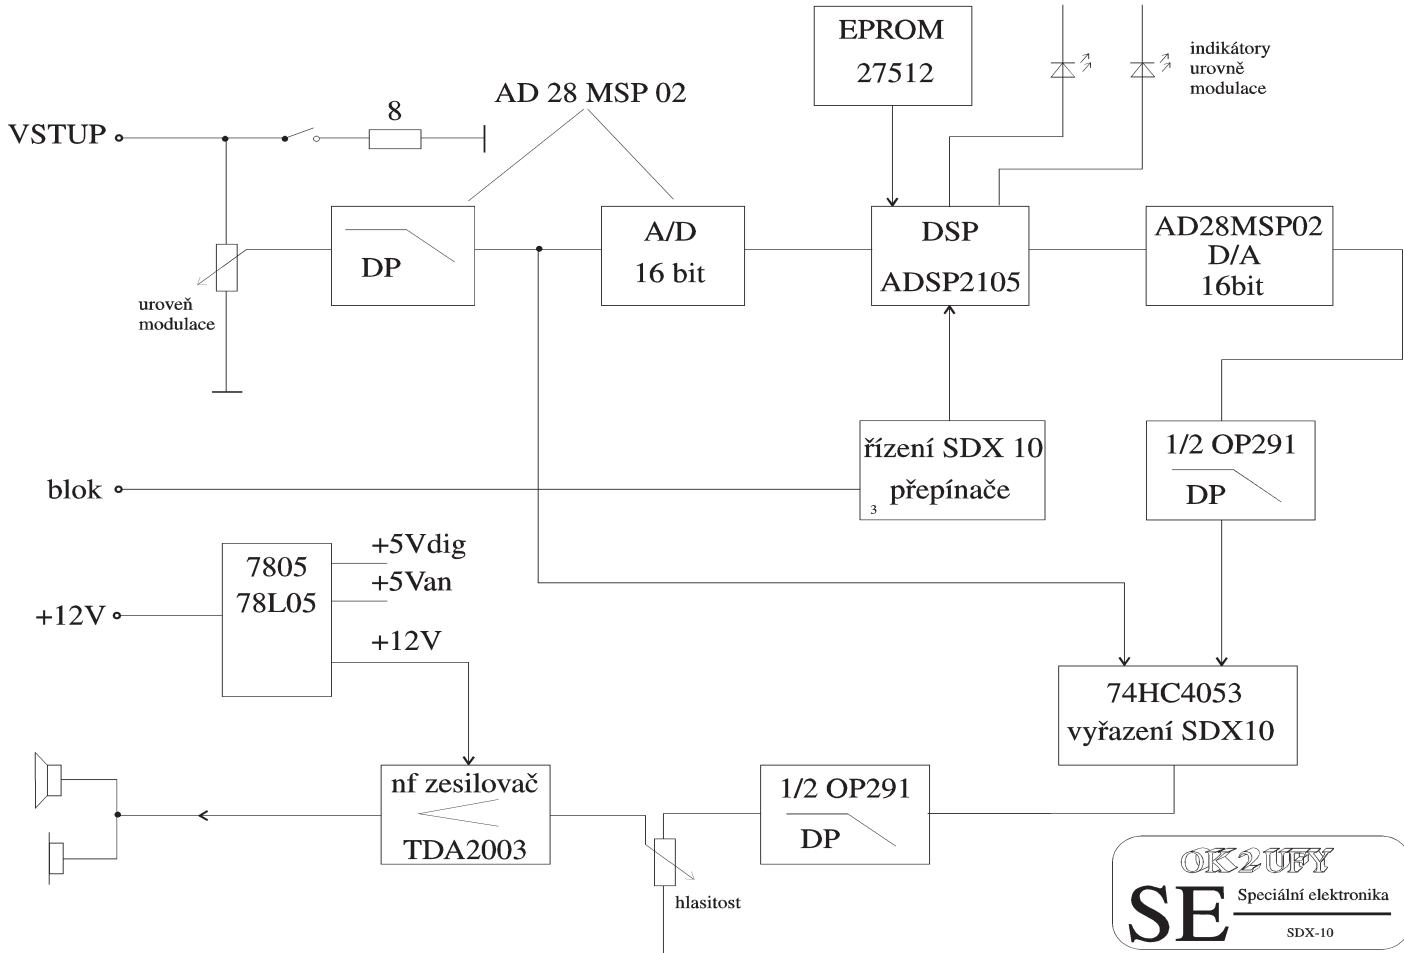 EPROM
27512
indikátory
urovně
modulace
AD 28 MSP 02
8
VSTUP
A/D
16 bit
DSP
ADSP2105
AD28MSP02
D/A
16bit
DP
uroveň
modulace
řízení SDX 10
přepínače
3
1/2 OP291
DP
blok
+5Vdig
7805
+5Van
78L05
+12V
+12V
74HC4053
vyřazení SDX10
nf zesilovač
TDA2003
1/2 OP291
DP
hlasitost
OK2UFY
SE
Speciální elektronika
SDX-10